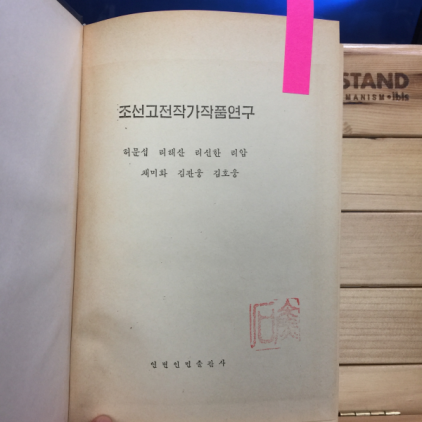 조선고전작가작품연구
허문섭 리해산 리선한 리암
채미화 김관웅 김호웅
연변인민출판사
STAND
MANISM•ibis